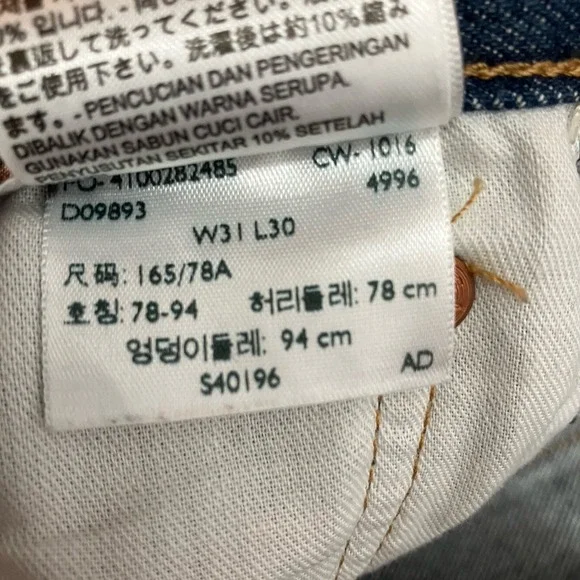 % 입니다.
裏返して洗ってください。
をご使用下さい。洗濯後は約10%縮み
ます。-PENCUCIAN DAN PENGERINGAN
DIBALIK DENGAN WARNA SERUPA.
GUNAKAN SABUN CUCI CAIR.
PENYUSUTAN SEKITAR 10% SETELAH
PO- 4100282485 CW- 1016
D09893 4996
W31 L30
尺码: 165/78A
호칭: 78-94 허리둘레: 78 cm
엉덩이둘레: 94 cm
S40196 AD